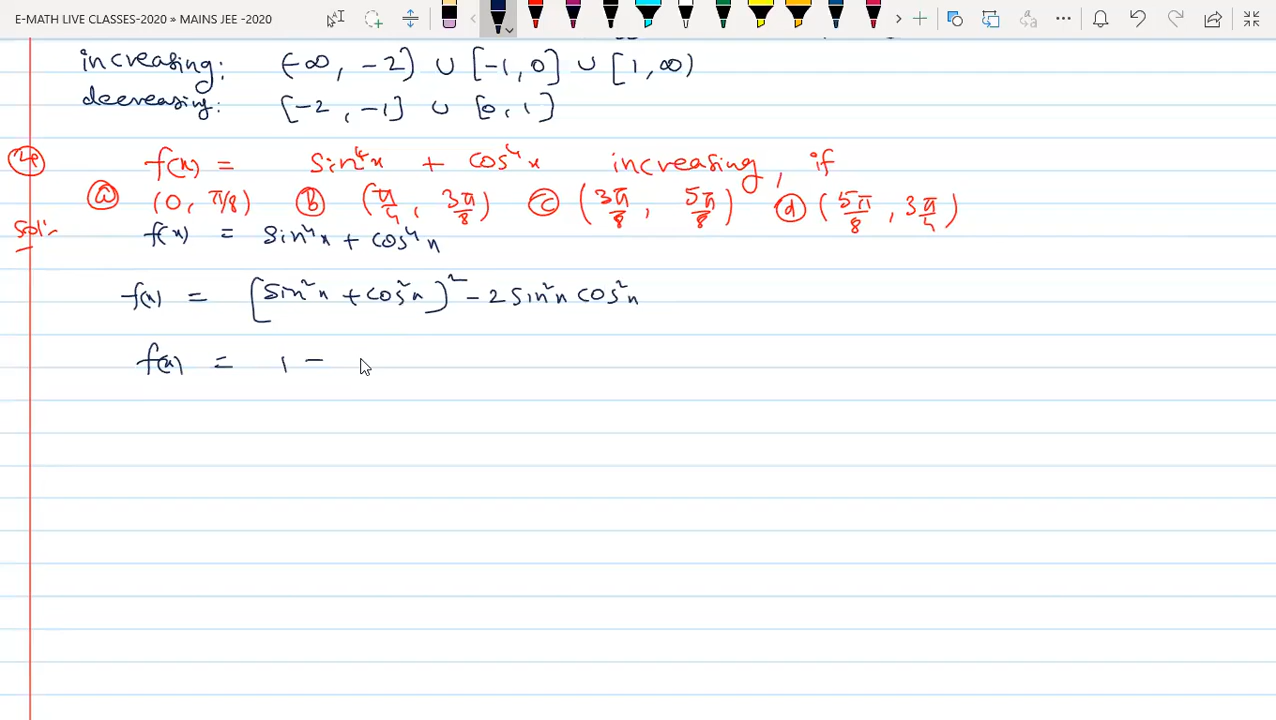 E-MATH LIVE CLASSES-2020 » MAINS JEE -2020
increasing: (-∞, -2) ∪ [-1, 0] ∪ [1, ∞)
decreasing: [-2, -1] ∪ [0, 1]
f(x) = sin⁴x + cos⁴x increasing, if
ⓐ (0, π/8) ⓑ (π/4, 3π/8) ⓒ (3π/8, 5π/8) ⓓ (5π/8, 3π/4)
Sol:- f(x) = sin⁴x + cos⁴x
f(x) = [sin²x + cos²x)² - 2 sin²x cos²x
f(x) = 1 -